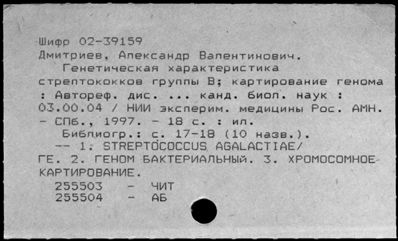 Шифр 02-39159
Дмитриев, Александр Валентинович.
Генетическая характеристика
стрептококков группы B; картирование генома
: Автореф. дис. ... канд. биол. наук :
03.00.04 / НИИ эксперим. медицины Рос. АМН.
- СПб., 1997. - 18 с. : ил.
Библиогр.: с. 17-18 (10 назв.).
-- 1. STREPTOCOCCUS AGALACTIAE/
ГЕ. 2. ГЕНОМ БАКТЕРИАЛЬНЫЙ. 3. ХРОМОСОМНОЕ
КАРТИРОВАНИЕ.
255503 - ЧИТ
255504 - АБ